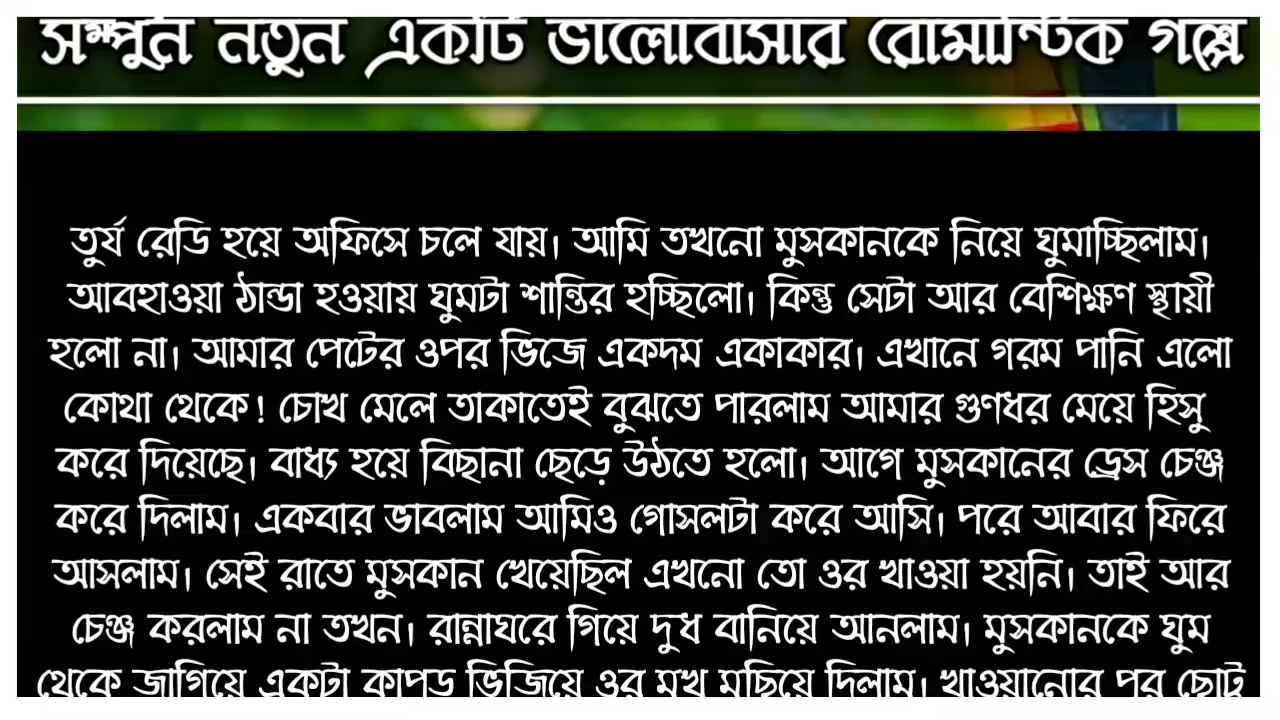 সম্পুর্ন নতুন একটি ভালোবাসার রোমান্টিক গল্পে
তুর্য রেডি হয়ে অফিসে চলে যায়। আমি তখনো মুসকানকে নিয়ে ঘুমাচ্ছিলাম।
আবহাওয়া ঠান্ডা হওয়ায় ঘুমটা শান্তির হচ্ছিলো। কিন্তু সেটা আর বেশিক্ষণ স্থায়ী
হলো না। আমার পেটের ওপর ভিজে একদম একাকার। এখানে গরম পানি এলো
কোথা থেকে! চোখ মেলে তাকাতেই বুঝতে পারলাম আমার গুণধর মেয়ে হিসু
করে দিয়েছে। বাধ্য হয়ে বিছানা ছেড়ে উঠতে হলো। আগে মুসকানের ড্রেস চেঞ্জ
করে দিলাম। একবার ভাবলাম আমিও গোসলটা করে আসি। পরে আবার ফিরে
আসলাম। সেই রাতে মুসকান খেয়েছিল এখনো তো ওর খাওয়া হয়নি। তাই আর
চেঞ্জ করলাম না তখন। রান্নাঘরে গিয়ে দুধ বানিয়ে আনলাম। মুসকানকে ঘুম
থেকে জাগিয়ে একটা কাপড় ভিজিয়ে ওর মুখ মুছিয়ে দিলাম। খাওয়ানোর পর ছোট্ট